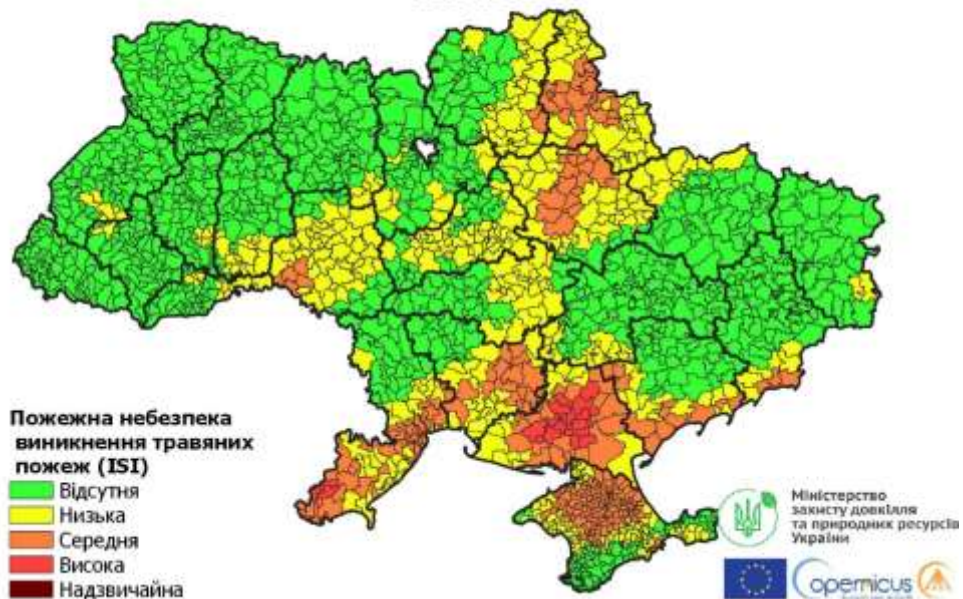 Пожежна небезпека
виникнення травяних
пожеж (ISI)
Відсутня
Низька
Середня
Висока
Надзвичайна
Міністерство
захисту довкілля
та природних ресурсів
України
Copernicus